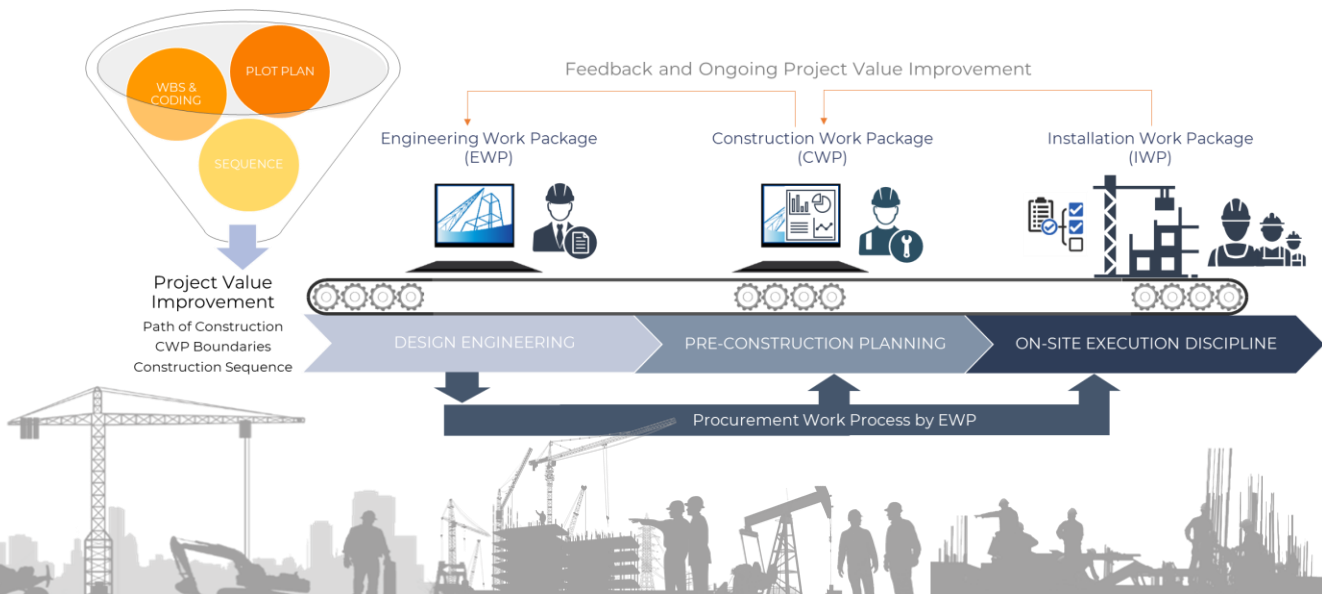 PLOT PLAN
WBS &
CODING
SEQUENCE
Project Value
Improvement
Path of Construction
CWP Boundaries
Construction Sequence
Feedback and Ongoing Project Value Improvement
Engineering Work Package
(EWP)
Construction Work Package
(CWP)
Installation Work Package
(IWP)
DESIGN ENGINEERING
PRE-CONSTRUCTION PLANNING
ON-SITE EXECUTION DISCIPLINE
Procurement Work Process by EWP